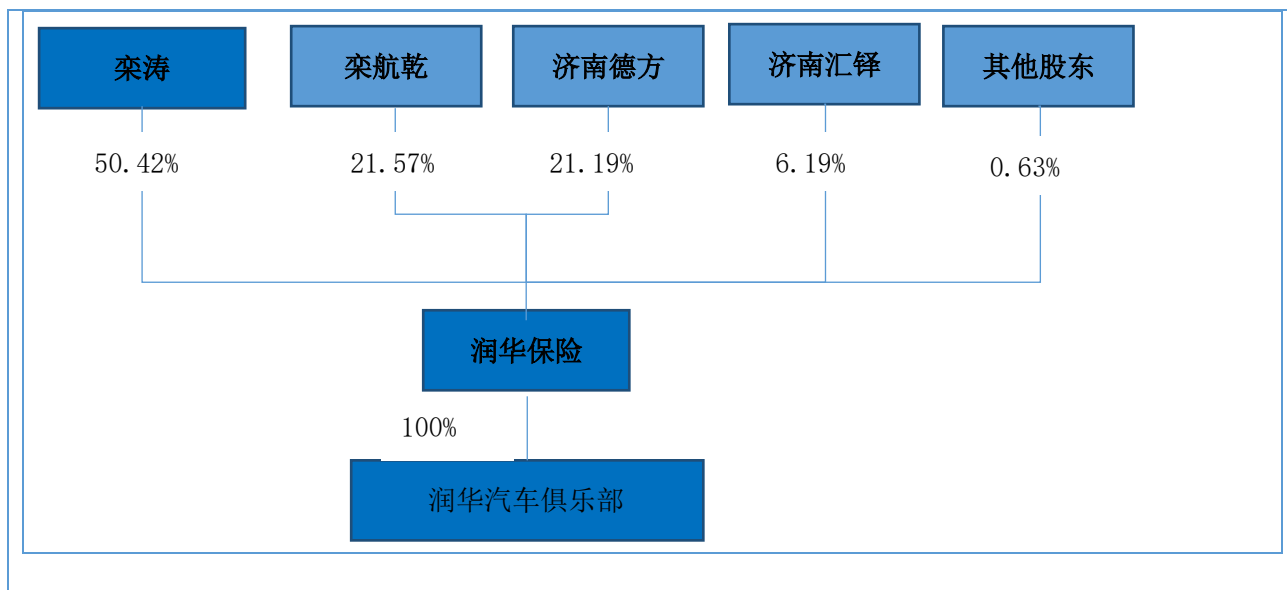 栾涛
栾航乾
济南德方
济南汇铎
其他股东
50.42%
21.57%
21.19%
6.19%
0.63%
润华保险
100%
润华汽车俱乐部